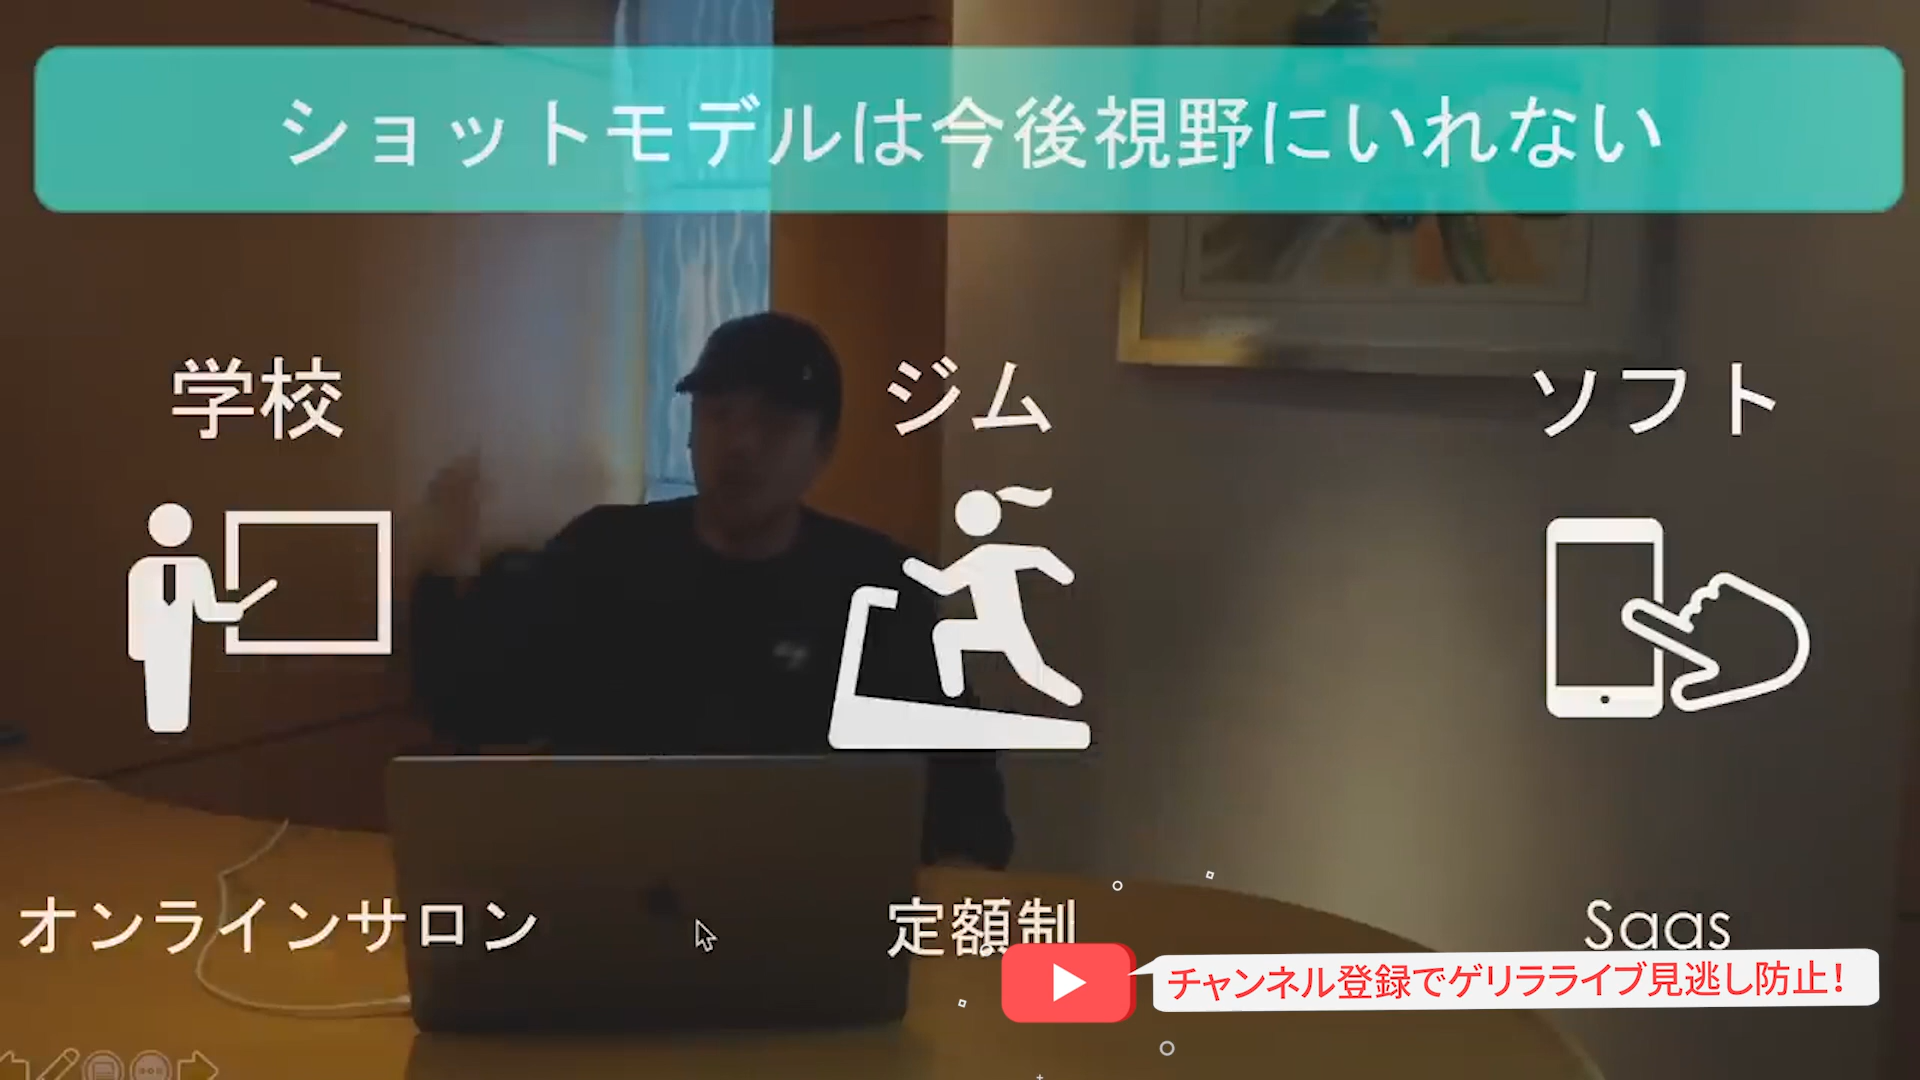 ショットモデルは今後視野にいれない
学校
ジム
ソフト
オンラインサロン
定額制
Saas
チャンネル登録でゲリラライブ見逃し防止!